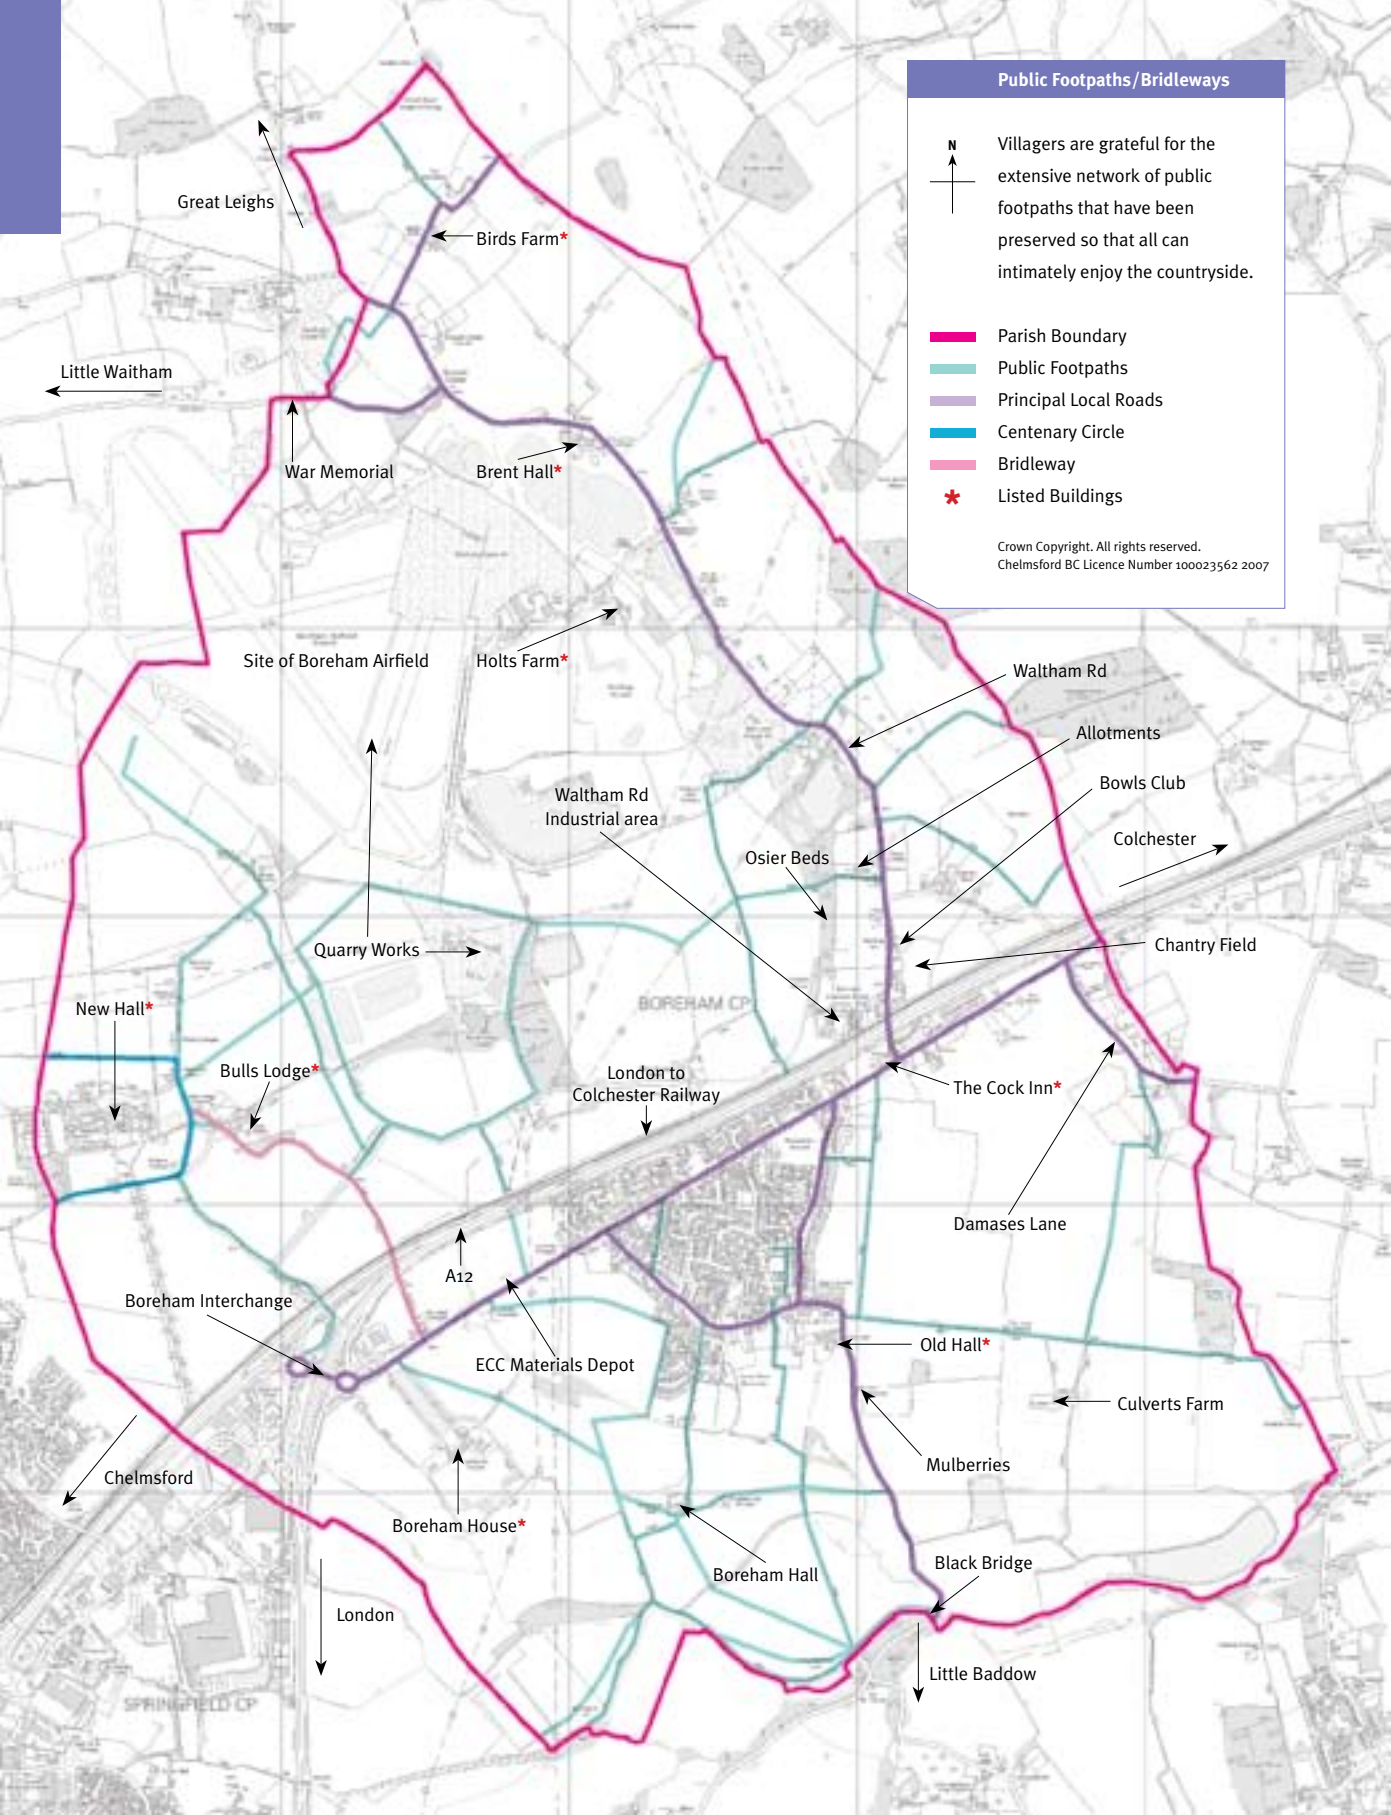 Public Footpaths/Bridleways
N
Villagers are grateful for the
extensive network of public
footpaths that have been
preserved so that all can
intimately enjoy the countryside.
Parish Boundary
Public Footpaths
Principal Local Roads
Centenary Circle
Bridleway
* Listed Buildings
Crown Copyright. All rights reserved.
Chelmsford BC Licence Number 100023562 2007
Great Leighs
Birds Farm*
Little Waitham
War Memorial
Brent Hall*
Site of Boreham Airfield
Holts Farm*
Waltham Rd
Allotments
Bowls Club
Waltham Rd
Industrial area
Colchester
Osier Beds
Quarry Works
Chantry Field
BOREHAM CP
New Hall*
Bulls Lodge*
London to
Colchester Railway
The Cock Inn*
Damases Lane
A12
Boreham Interchange
ECC Materials Depot
Old Hall*
Culverts Farm
Mulberries
Chelmsford
Boreham House*
Boreham Hall
Black Bridge
London
Little Baddow
SPRINGFIELD CP